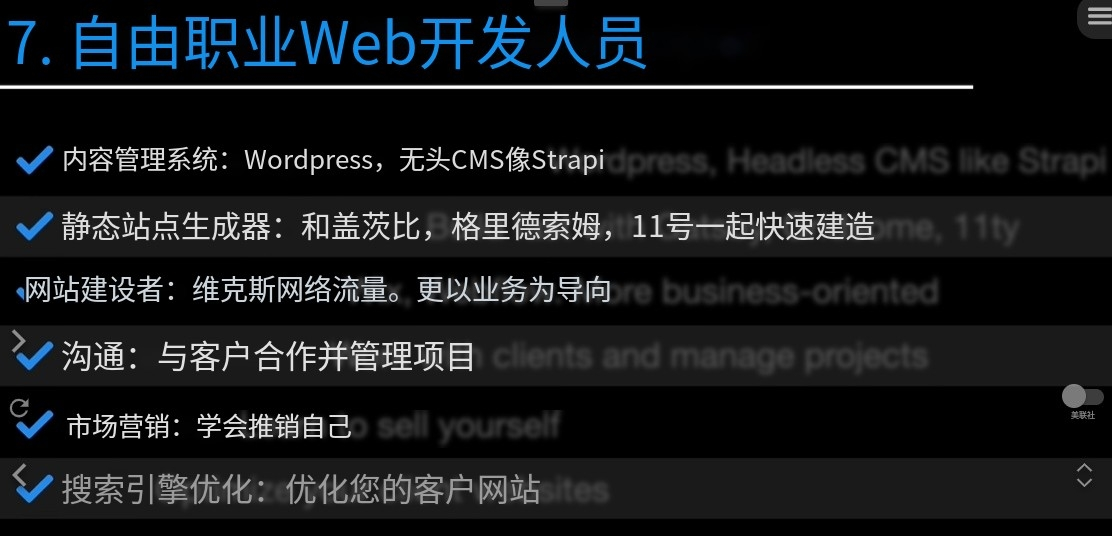 7. 自由职业Web开发人员
内容管理系统：Wordpress，无头CMS像Strapi
静态站点生成器：和盖茨比，格里德索姆，11号一起快速建造
网站建设者：维克斯网络流量。更以业务为导向
沟通：与客户合作并管理项目
市场营销：学会推销自己
美联社
搜索引擎优化：优化您的客户网站